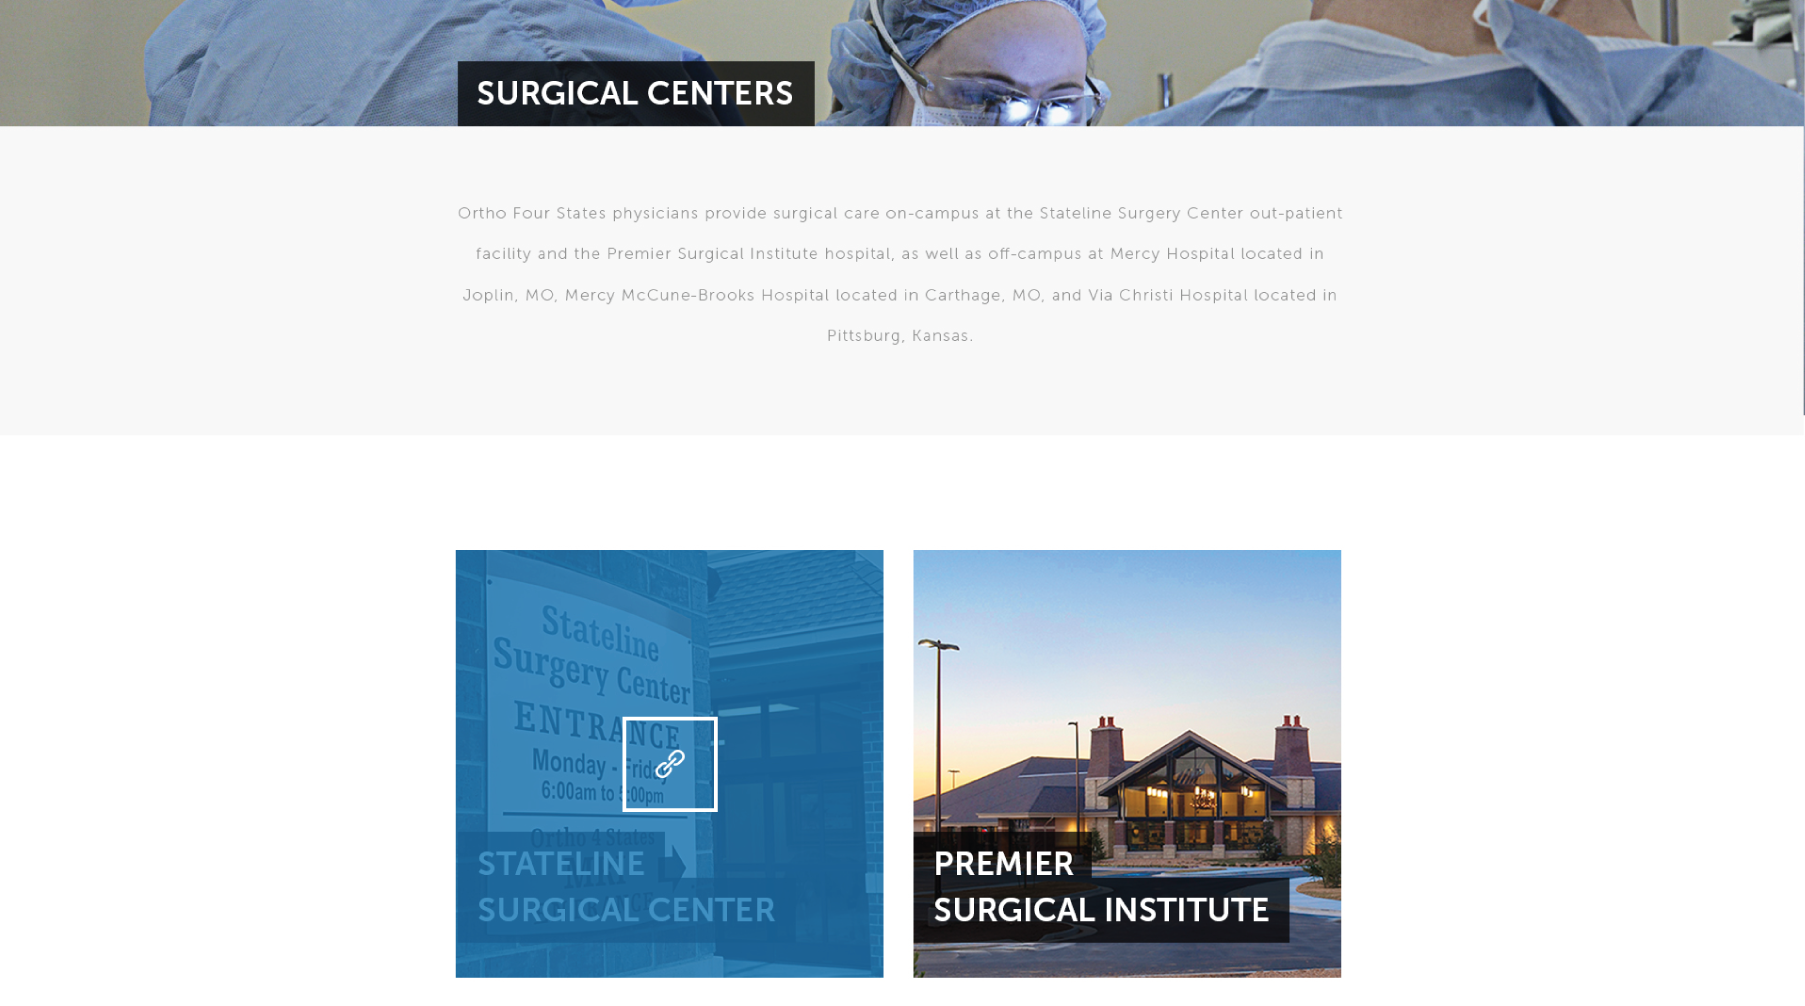 SURGICAL CENTERS
Ortho Four States physicians provide surgical care on-campus at the Stateline Surgery Center out-patient
facility and the Premier Surgical Institute hospital, as well as off-campus at Mercy Hospital located in
Joplin, MO, Mercy McCune-Brooks Hospital located in Carthage, MO, and Via Christi Hospital located in
Pittsburg, Kansas.
Stateline
Surgery Center
ENTRANCE
Monday - Friday
6:00am to 5:00pm
Ortho 4 States
MRI
STATELINE
SURGICAL CENTER
PREMIER
SURGICAL INSTITUTE